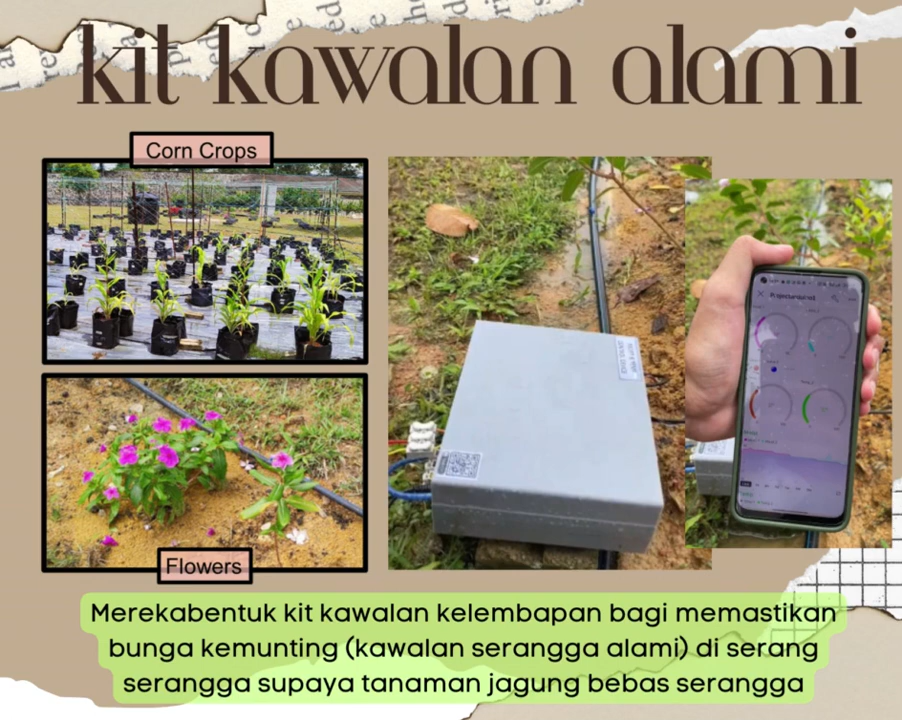 kit kawalan alami
Corn Crops
Flowers
Merekabentuk kit kawalan kelembapan bagi memastikan
bunga kemunting (kawalan serangga alami) di serang
serangga supaya tanaman jagung bebas serangga